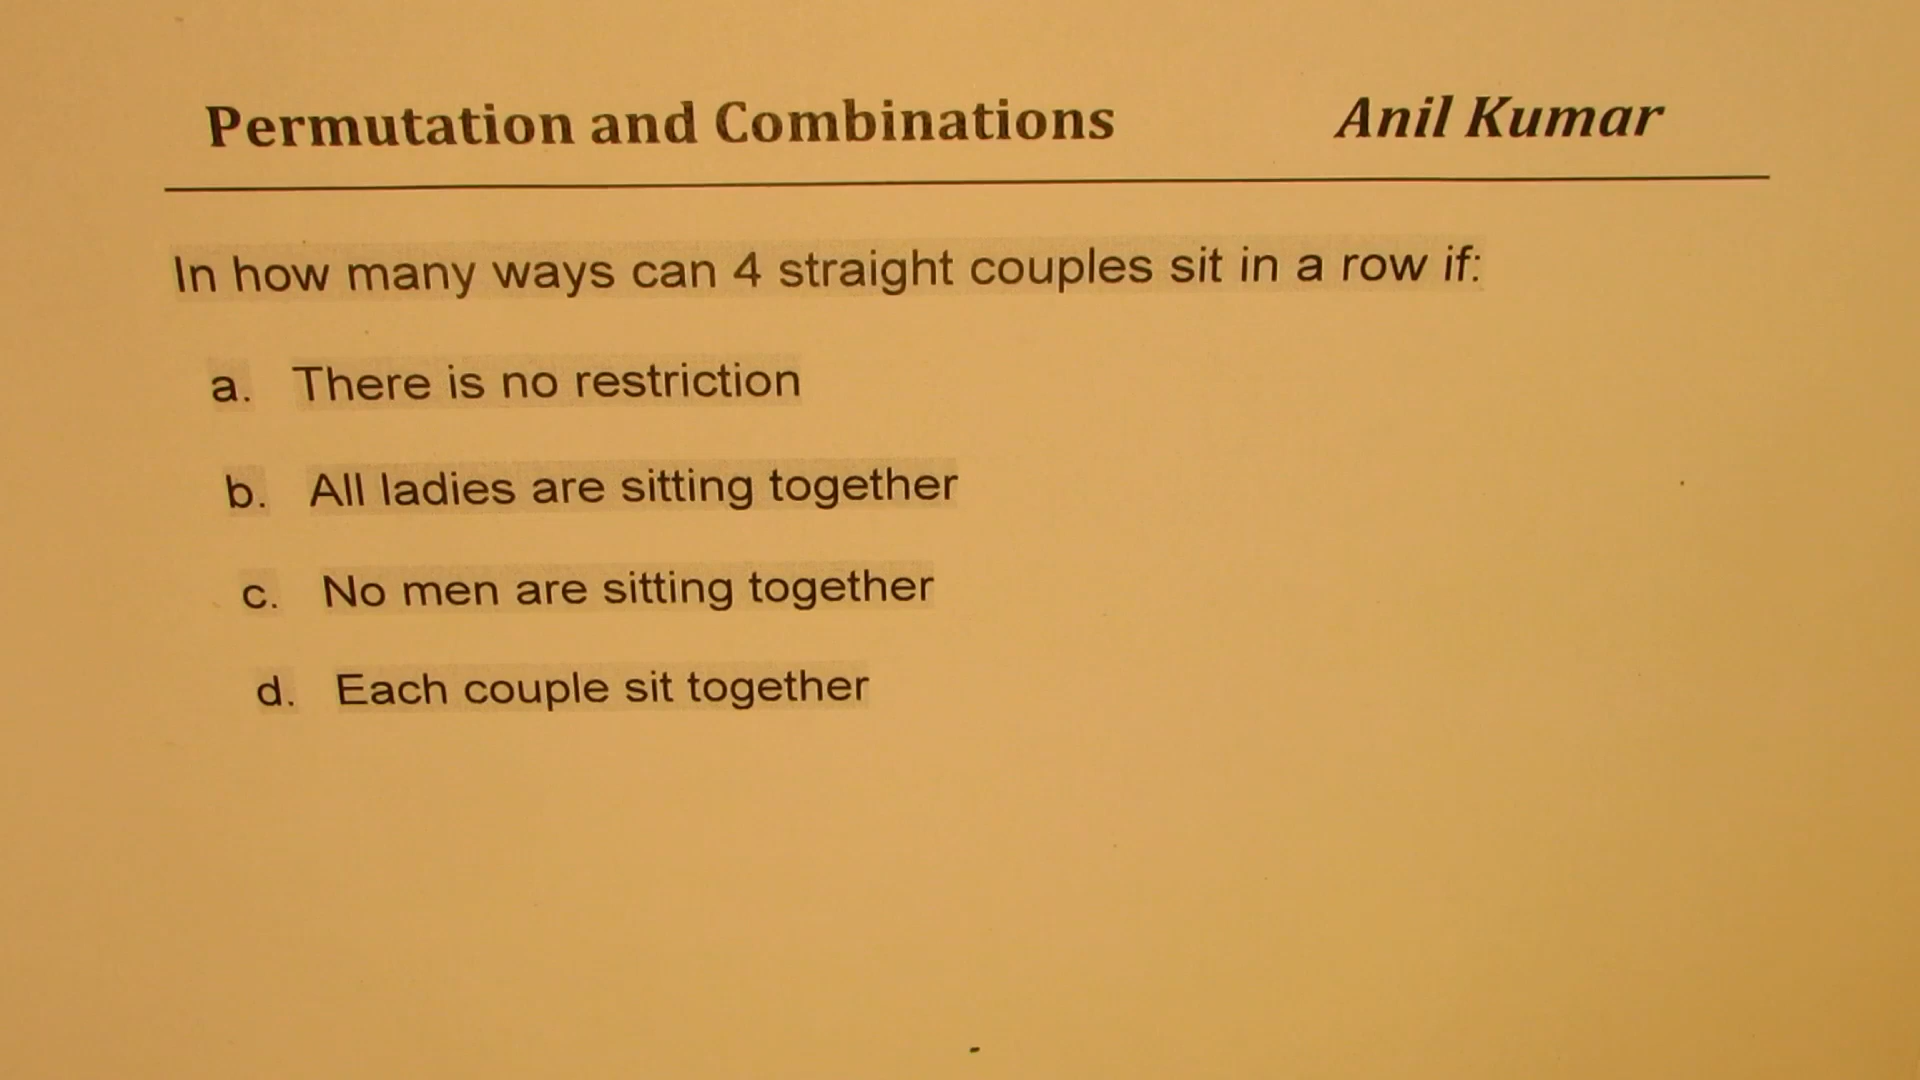 Permutation and Combinations Anil Kumar
In how many ways can 4 straight couples sit in a row if:
a. There is no restriction
b. All ladies are sitting together
c. No men are sitting together
d. Each couple sit together